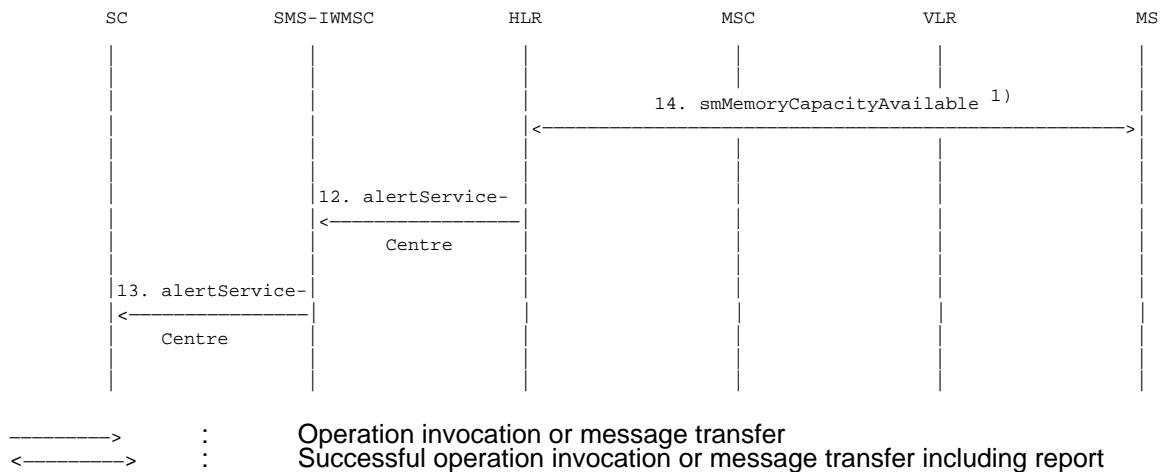 SC SMS-IWMSC HLR MSC VLR MS
14. smMemoryCapacityAvailable 1)
12. alertService-
Centre
13. alertService-
Centre
: Operation invocation or message transfer
: Successful operation invocation or message transfer including report